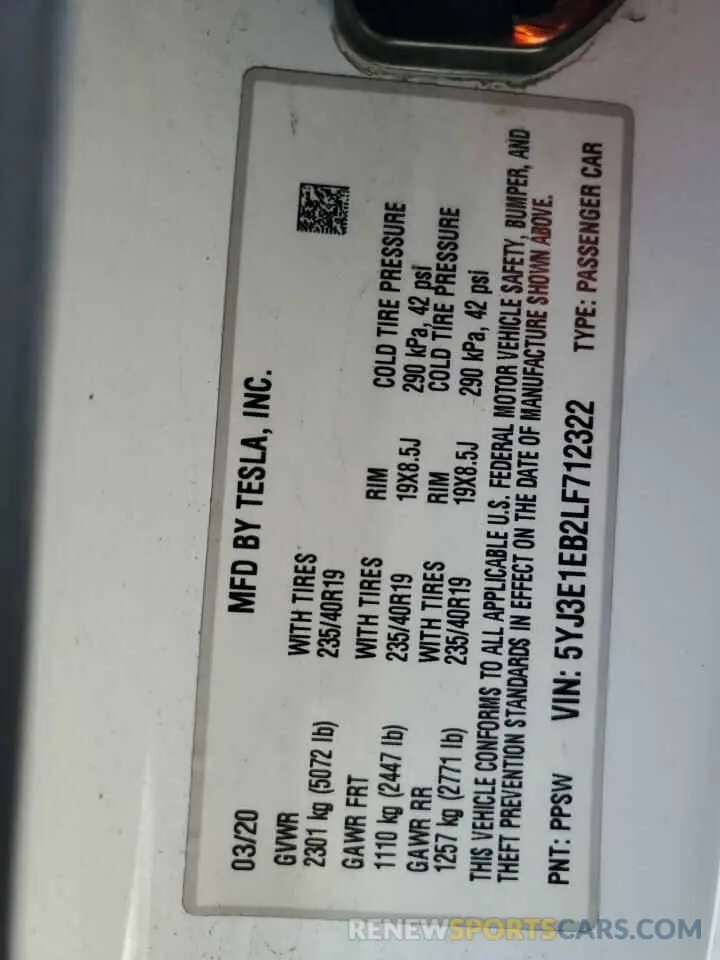 MFD BY TESLA, INC.
03/20
GVWR
2301 kg (5072 lb)
WITH TIRES
235/40R19
GAWR FRT
1110 kg (2447 lb)
WITH TIRES
235/40R19
RIM
19X8.5J
COLD TIRE PRESSURE
290 kPa, 42 psi
GAWR RR
1257 kg (2771 lb)
WITH TIRES
235/40R19
RIM
19X8.5J
COLD TIRE PRESSURE
290 kPa, 42 psi
THIS VEHICLE CONFORMS TO ALL APPLICABLE U.S. FEDERAL MOTOR VEHICLE SAFETY, BUMPER, AND
THEFT PREVENTION STANDARDS IN EFFECT ON THE DATE OF MANUFACTURE SHOWN ABOVE.
PNT: PPSW VIN: 5YJ3E1EB2LF712322 TYPE: PASSENGER CAR
RENEWSPORTSCARS.COM